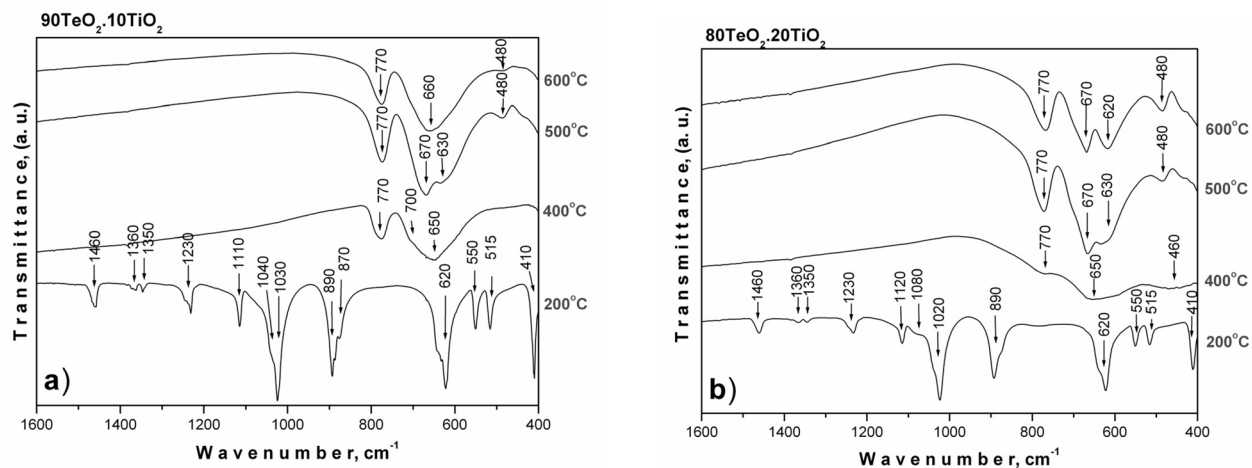 90TeO2.10TiO2
Transmittance, (a. u.)
770
660
480
600°C
770
670
630
480
500°C
770
700
650
400°C
1460
1360
1350
1230
1110
1040
1030
890
870
620
550
515
410
200°C
a)
1600 1400 1200 1000 800 600 400
Wavenumber, cm-1
80TeO2.20TiO2
Transmittance, (a. u.)
770
670
620
480
600°C
770
670
630
480
500°C
770
650
460
400°C
1460
1360
1350
1230
1120
1080
1020
890
620
550
515
410
200°C
b)
1600 1400 1200 1000 800 600 400
Wavenumber, cm-1